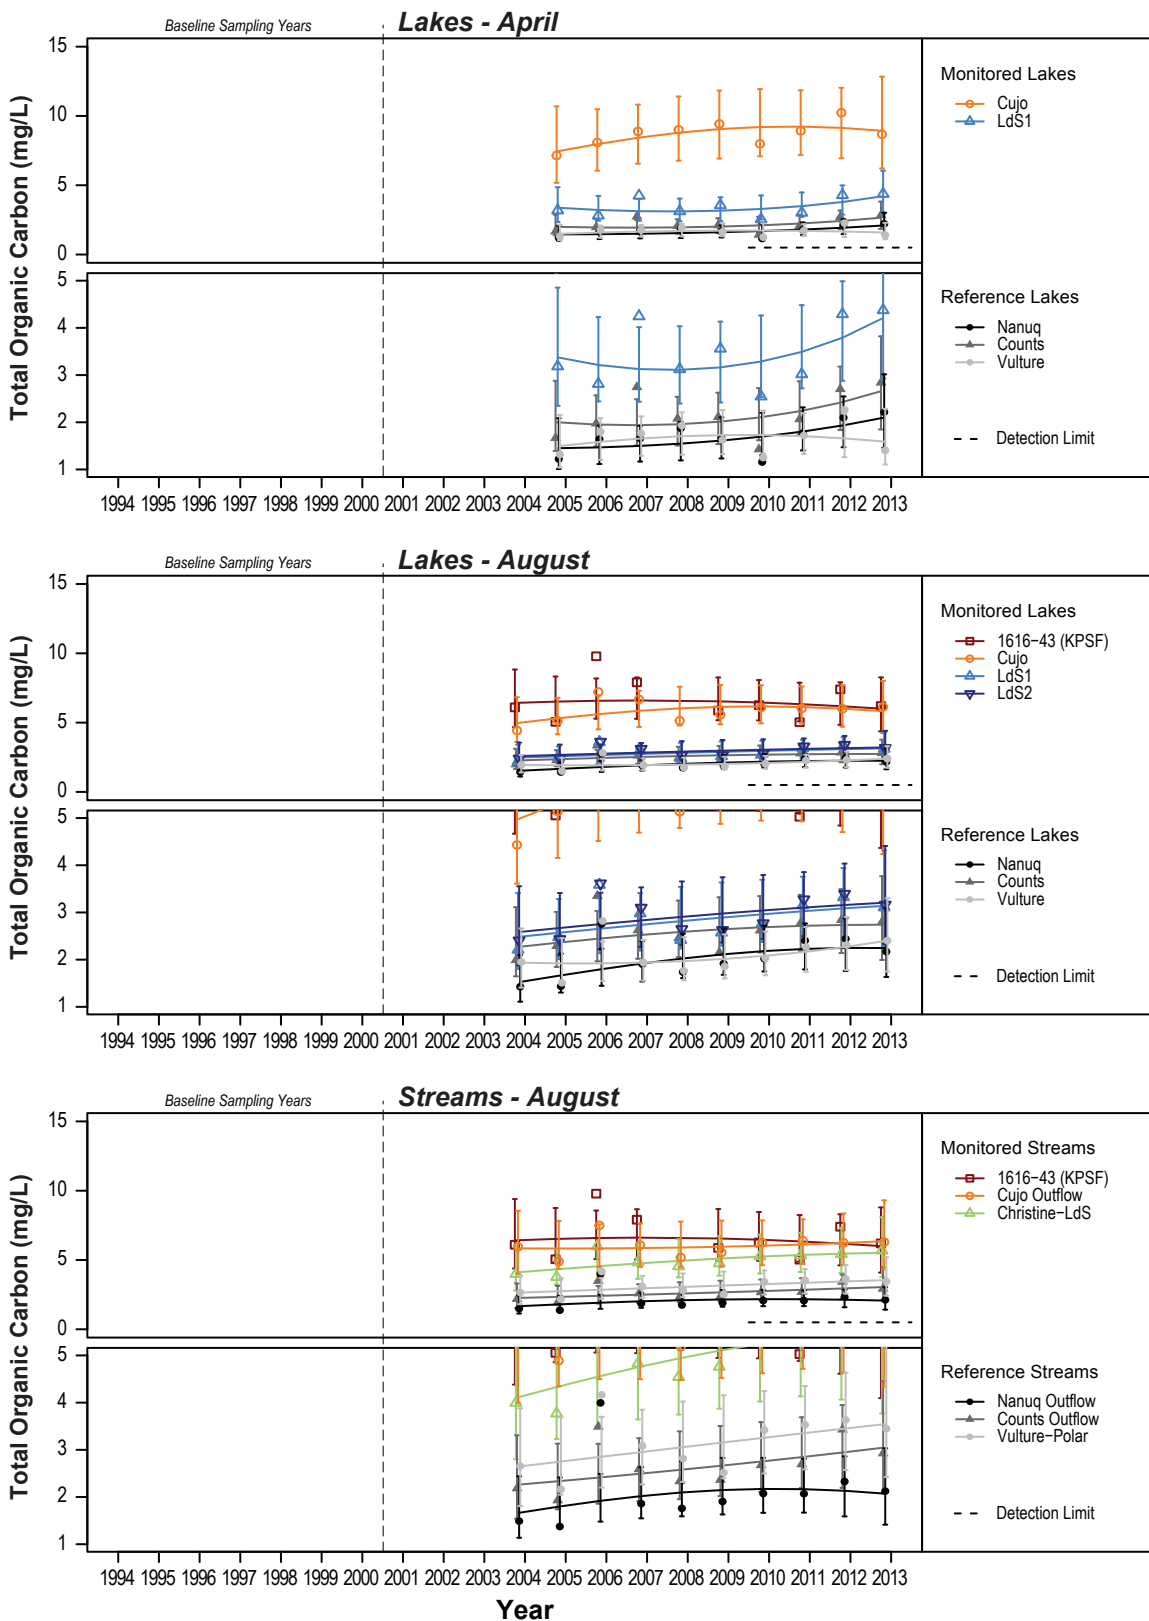 Baseline Sampling Years
Lakes - April
Total Organic Carbon (mg/L)
15
10
5
0
5
4
3
2
1
1994 1995 1996 1997 1998 1999 2000 2001 2002 2003 2004 2005 2006 2007 2008 2009 2010 2011 2012 2013
Monitored Lakes
Cujo
LdS1
Reference Lakes
Nanuq
Counts
Vulture
Detection Limit
Baseline Sampling Years
Lakes - August
Total Organic Carbon (mg/L)
15
10
5
0
5
4
3
2
1
1994 1995 1996 1997 1998 1999 2000 2001 2002 2003 2004 2005 2006 2007 2008 2009 2010 2011 2012 2013
Monitored Lakes
1616−43 (KPSF)
Cujo
LdS1
LdS2
Reference Lakes
Nanuq
Counts
Vulture
Detection Limit
Baseline Sampling Years
Streams - August
Total Organic Carbon (mg/L)
15
10
5
0
5
4
3
2
1
1994 1995 1996 1997 1998 1999 2000 2001 2002 2003 2004 2005 2006 2007 2008 2009 2010 2011 2012 2013
Year
Monitored Streams
1616−43 (KPSF)
Cujo Outflow
Christine−LdS
Reference Streams
Nanuq Outflow
Counts Outflow
Vulture−Polar
Detection Limit